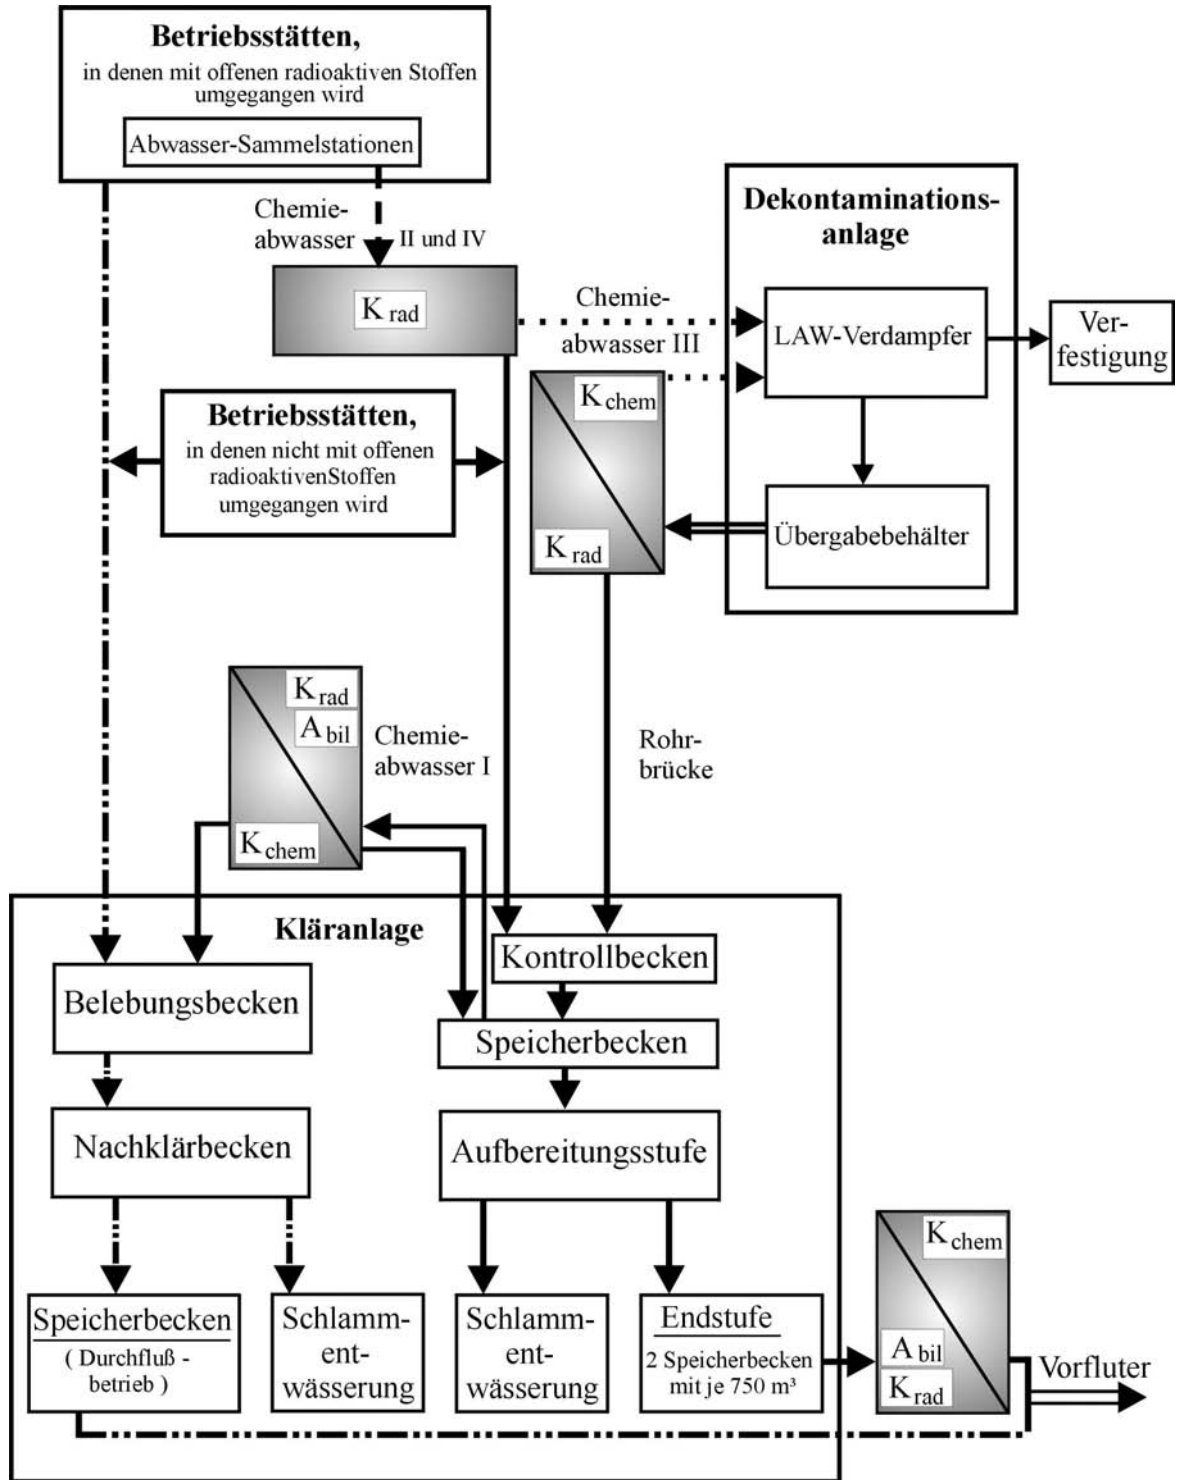 Betriebsstätten,
in denen mit offenen radioaktiven Stoffen
umgegangen wird
Abwasser-Sammelstationen
Chemie-
abwasser
II und IV
K rad
Dekontaminations-
anlage
Chemie-
abwasser III
LAW-Verdampfer
Ver-
festigung
K chem
K rad
Übergabebehälter
Betriebsstätten,
in denen nicht mit offenen
radioaktivenStoffen
umgegangen wird
K rad
A bil
K chem
Chemie-
abwasser I
Rohr-
brücke
Kläranlage
Kontrollbecken
Belebungsbecken
Speicherbecken
Nachklärbecken
Aufbereitungsstufe
Speicherbecken
( Durchfluß -
betrieb )
Schlamm-
ent-
wässerung
Schlamm-
ent-
wässerung
Endstufe
2 Speicherbecken
mit je 750 m³
K chem
A bil
K rad
Vorfluter